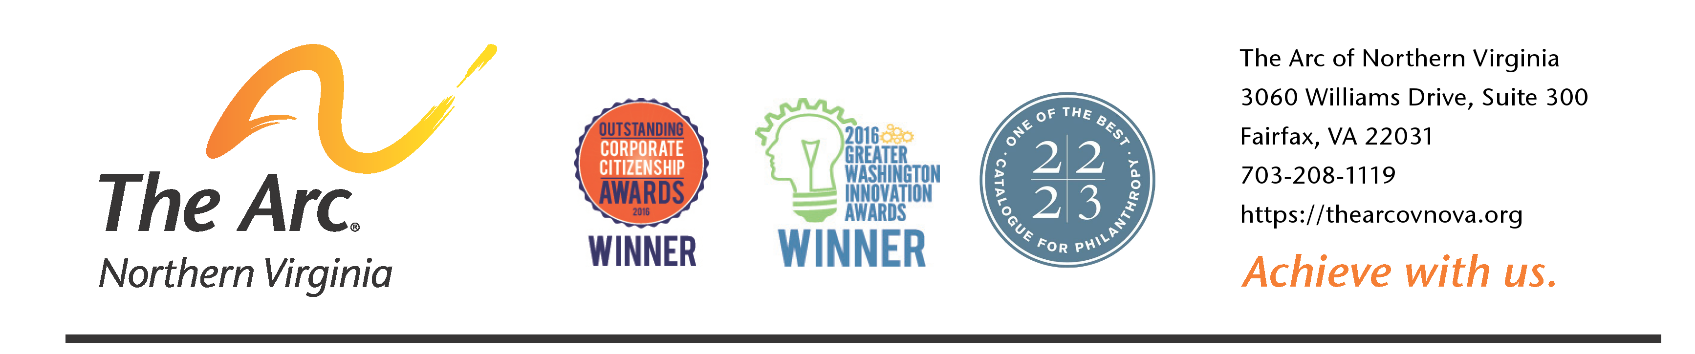 The Arc®
Northern Virginia
OUTSTANDING
CORPORATE
CITIZENSHIP
AWARDS
2016
WINNER
2016
GREATER
WASHINGTON
INNOVATION
AWARDS
WINNER
· ONE OF THE BEST ·
22
23
CATALOGUE FOR PHILANTHROPY
The Arc of Northern Virginia
3060 Williams Drive, Suite 300
Fairfax, VA 22031
703-208-1119
https://thearcovnova.org
Achieve with us.